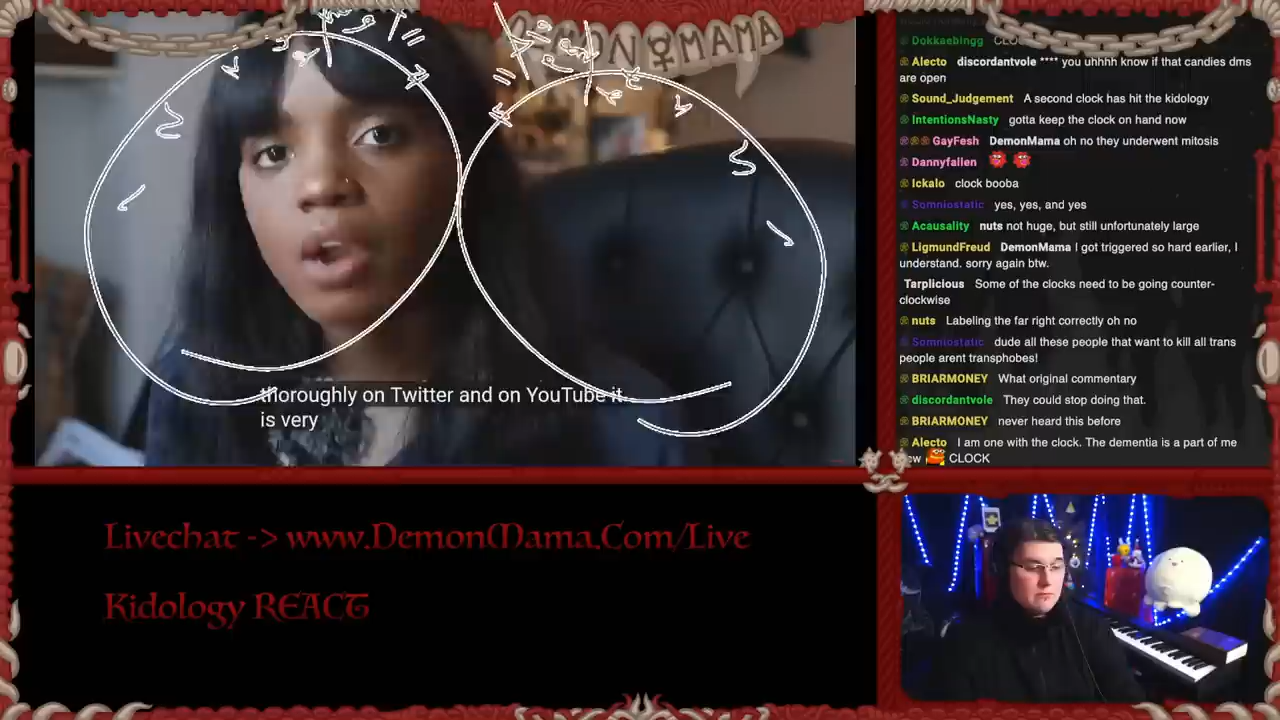 DEMON MAMA
thoroughly on Twitter and on YouTube it
is very
Livechat -> www.DemonMama.Com/Live
Kidology REACT
Dokkaebingg CLO
Alecto discordantvole **** you uhhhh know if that candies dms
are open
Sound_Judgement A second clock has hit the kidology
IntentionsNasty gotta keep the clock on hand now
GayFesh DemonMama oh no they underwent mitosis
Dannyfallen
Ickalo clock booba
Somniostatic yes, yes, and yes
Acausality nuts not huge, but still unfortunately large
LigmundFreud DemonMama I got triggered so hard earlier, I
understand. sorry again btw.
Tarplicious Some of the clocks need to be going counter-
clockwise
nuts Labeling the far right correctly oh no
Somniostatic dude all these people that want to kill all trans
people arent transphobes!
BRIARMONEY What original commentary
discordantvole They could stop doing that.
BRIARMONEY never heard this before
Alecto I am one with the clock. The dementia is a part of me
CLOCK